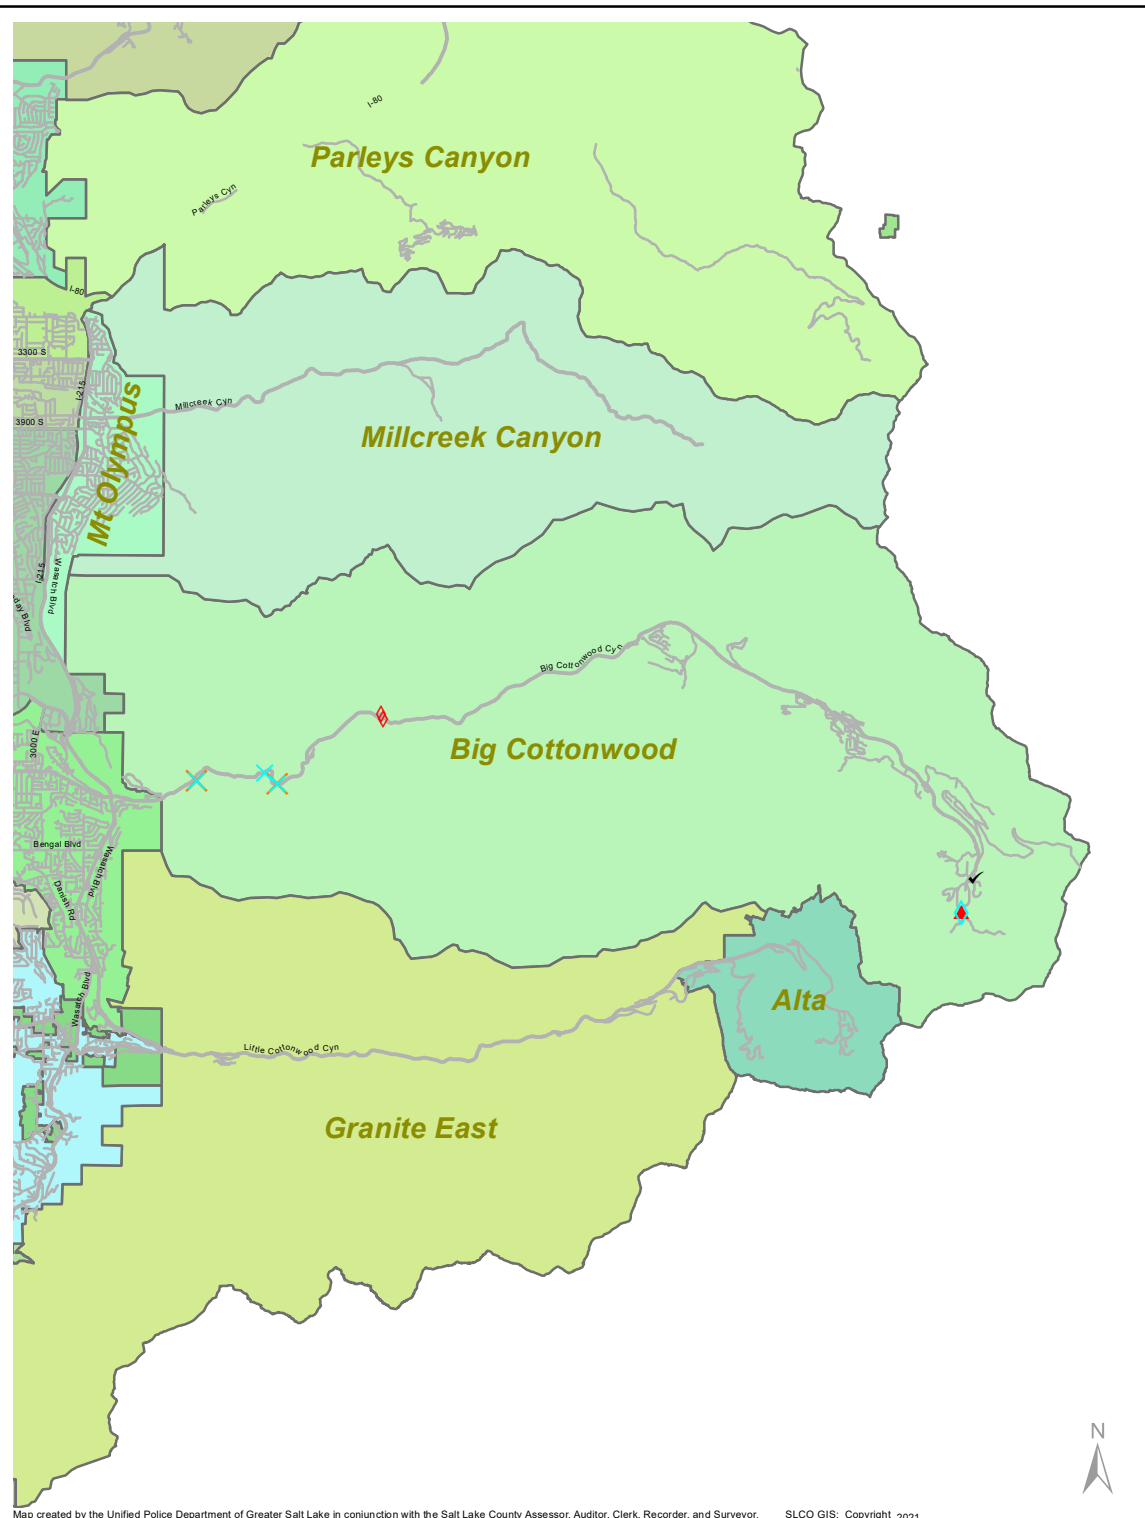 I-80
Parleys Canyon
Parleys Cyn
I-80
3300 S
I-215
Millcreek Cyn
3900 S
Mt Olympus
Millcreek Canyon
I-215
Wasatch Blvd
day Blvd
Big Cottonwood Cyn
3000 E
Big Cottonwood
Bengal Blvd
Wasatch Blvd
Danish Rd
Wasatch Blvd
Alta
Little Cottonwood Cyn
Granite East
N
Map created by the Unified Police Department of Greater Salt Lake in conjunction with the Salt Lake County Assessor, Auditor, Clerk, Recorder, and Surveyor. SLCO GIS: Copyright 2021